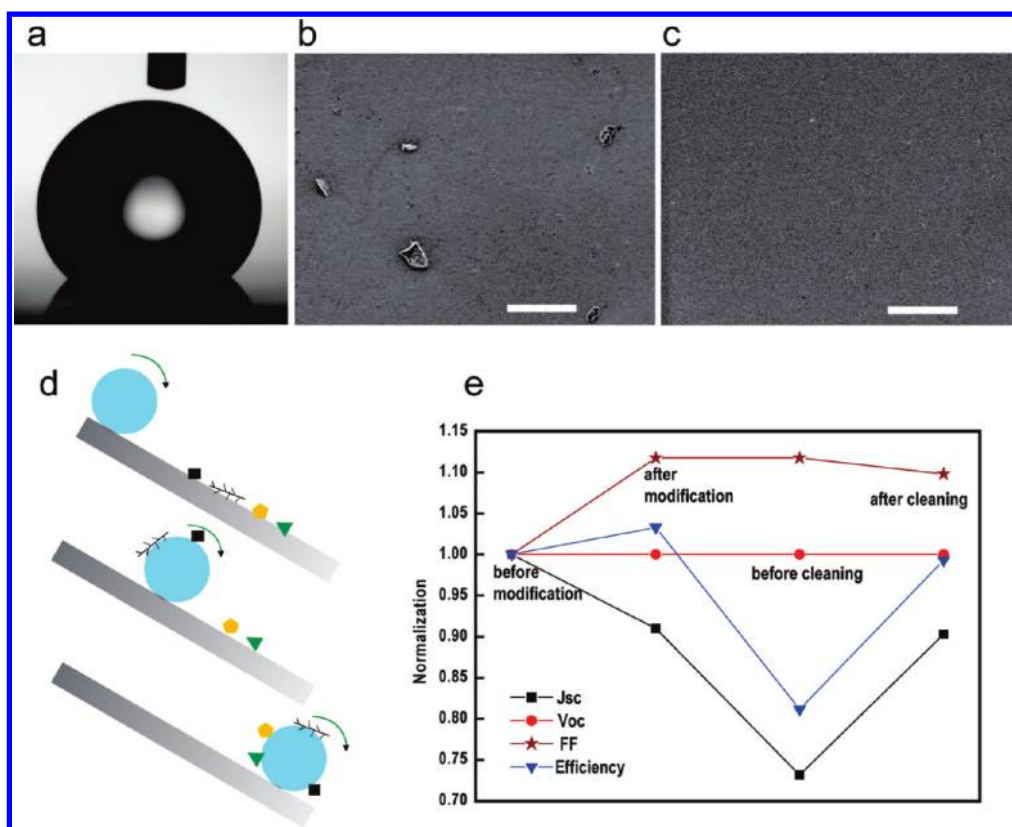 a
b
c
d
e
1.15
1.10
1.05
1.00
0.95
0.90
0.85
0.80
0.75
0.70
Normalization
after
modification
after cleaning
before
modification
before cleaning
Jsc
Voc
FF
Efficiency